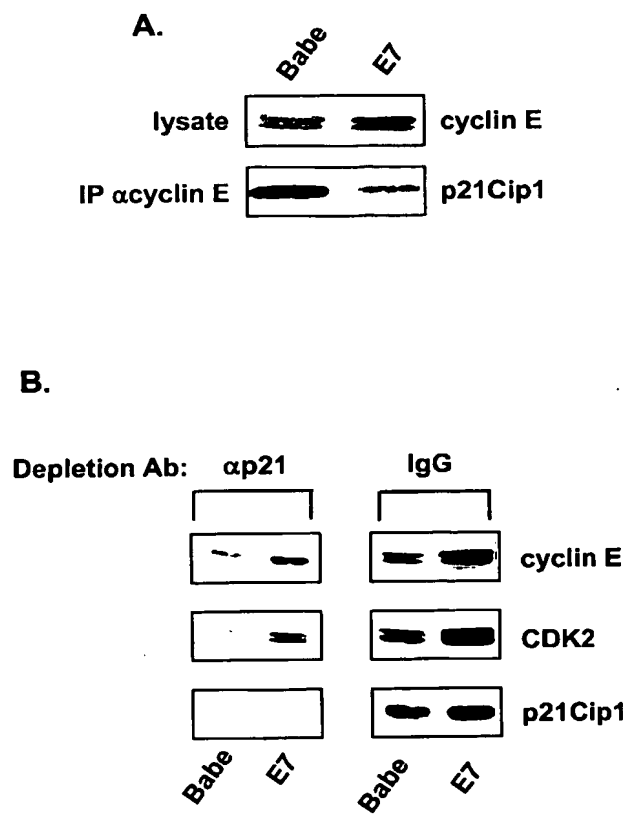 A.
Babe E7
lysate cyclin E
IP αcyclin E p21Cip1
B.
Depletion Ab: αp21 IgG
cyclin E
CDK2
p21Cip1
Babe E7 Babe E7